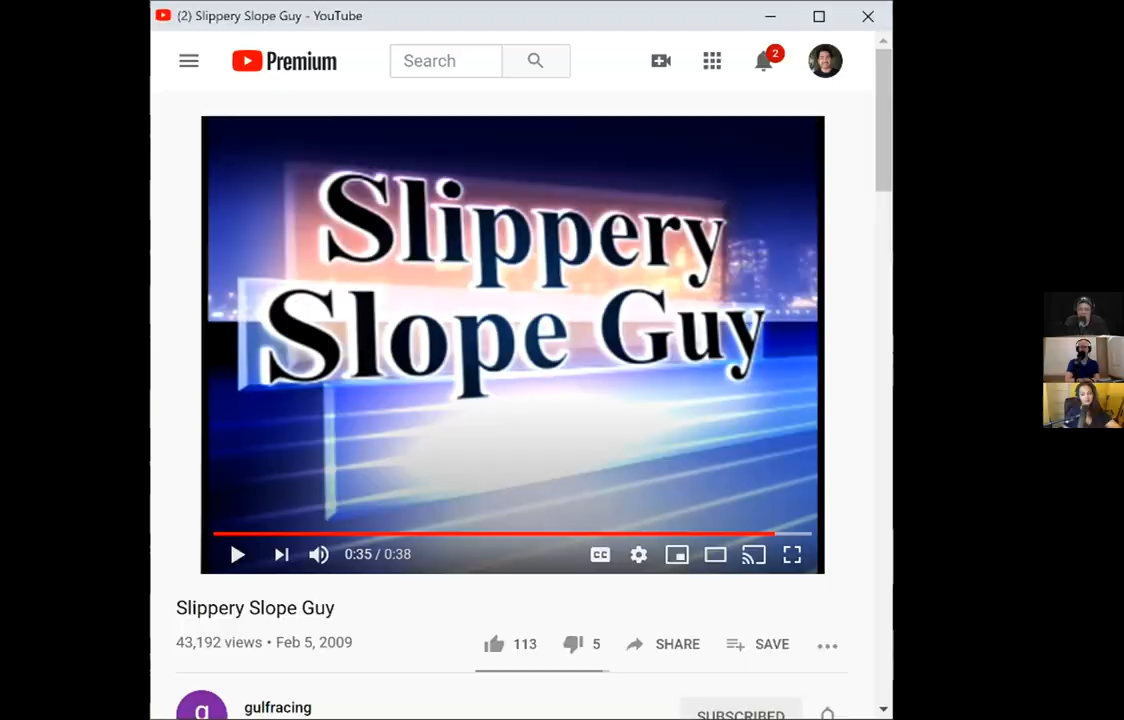 (2) Slippery Slope Guy - YouTube
Premium
Search
2
Slippery
Slope Guy
CC
0:35 / 0:38
Slippery Slope Guy
43,192 views • Feb 5, 2009
113
5
SHARE
SAVE
g
gulfracing
SUBSCRIBED